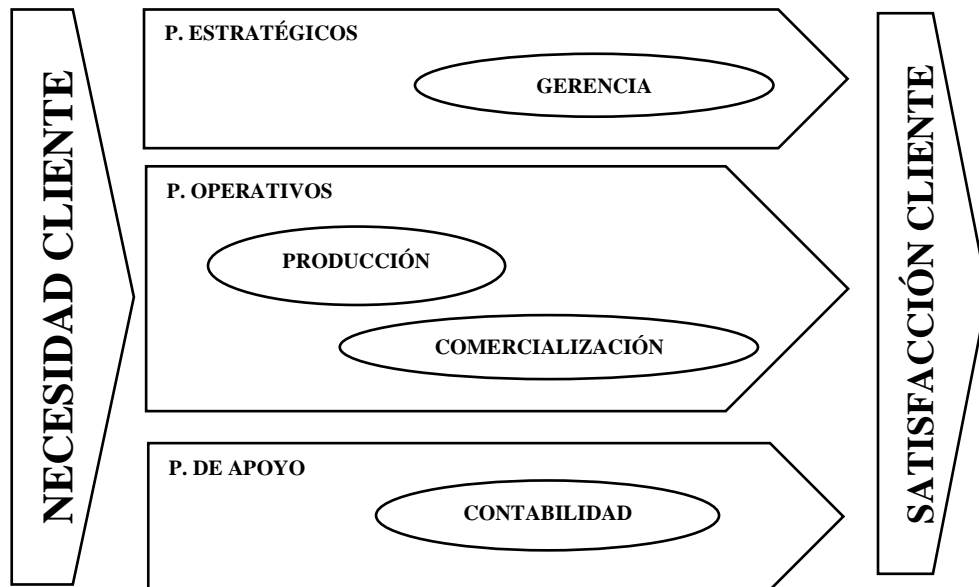 NECESIDAD CLIENTE
P. ESTRATÉGICOS
GERENCIA
P. OPERATIVOS
PRODUCCIÓN
COMERCIALIZACIÓN
P. DE APOYO
CONTABILIDAD
SATISFACCIÓN CLIENTE